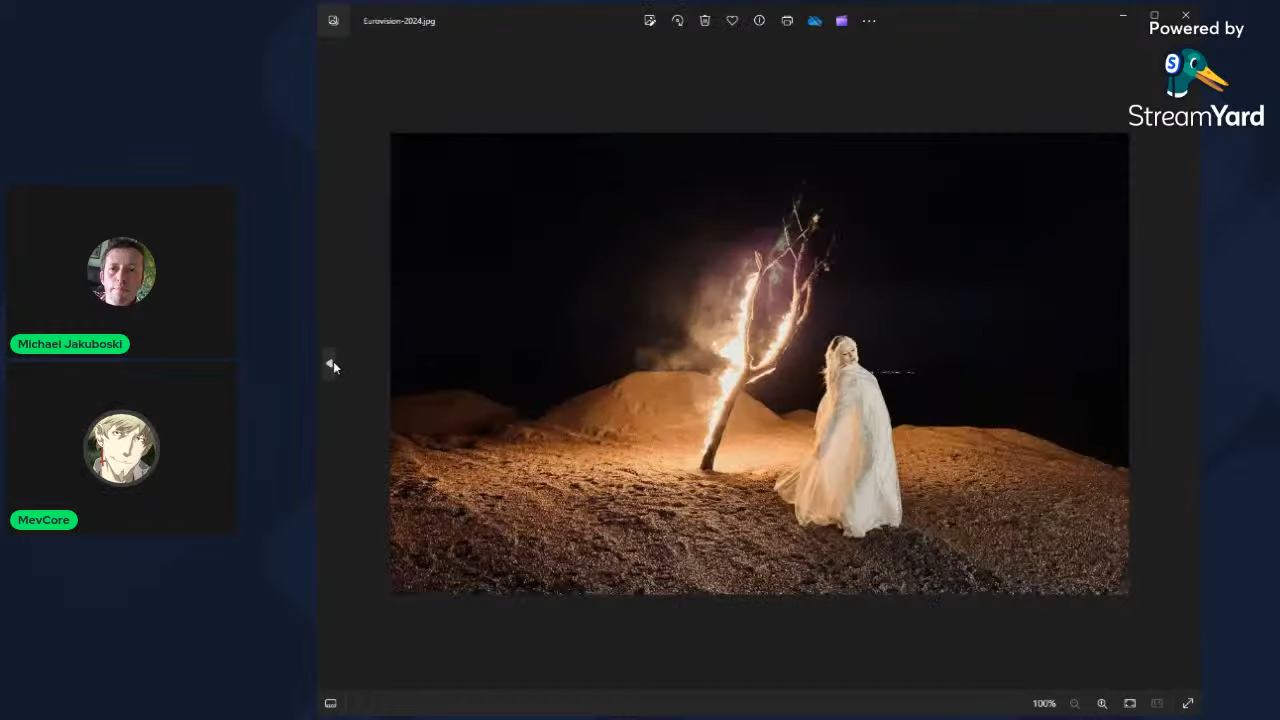 Eurovision-2024.jpg
Powered by
S
StreamYard
Michael Jakuboski
MevCore
100%